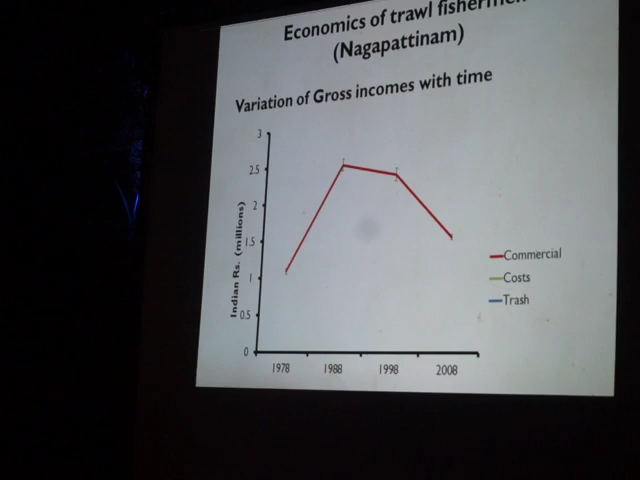 Economics of trawl
(Nagapattinam)
Variation of Gross incomes with time
3
2.5
2
1.5
1
0.5
0
Indian Rs. (millions)
1978 1988 1998 2008
Commercial
Costs
Trash